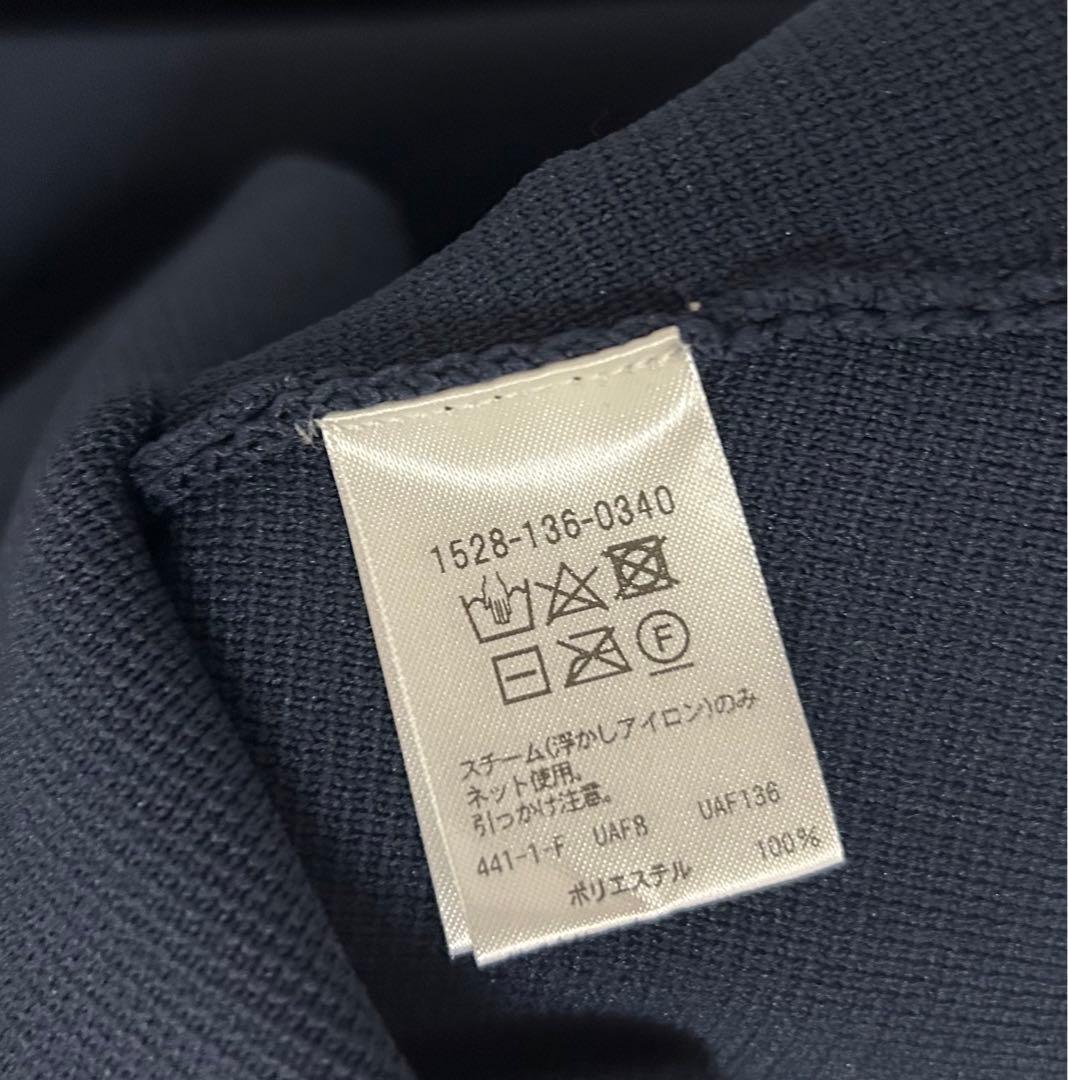 1528-136-0340
F
スチーム(浮かしアイロン)のみ
ネット使用。
引っかけ注意。
441-1-F UAF8 UAF136
ポリエステル 100%